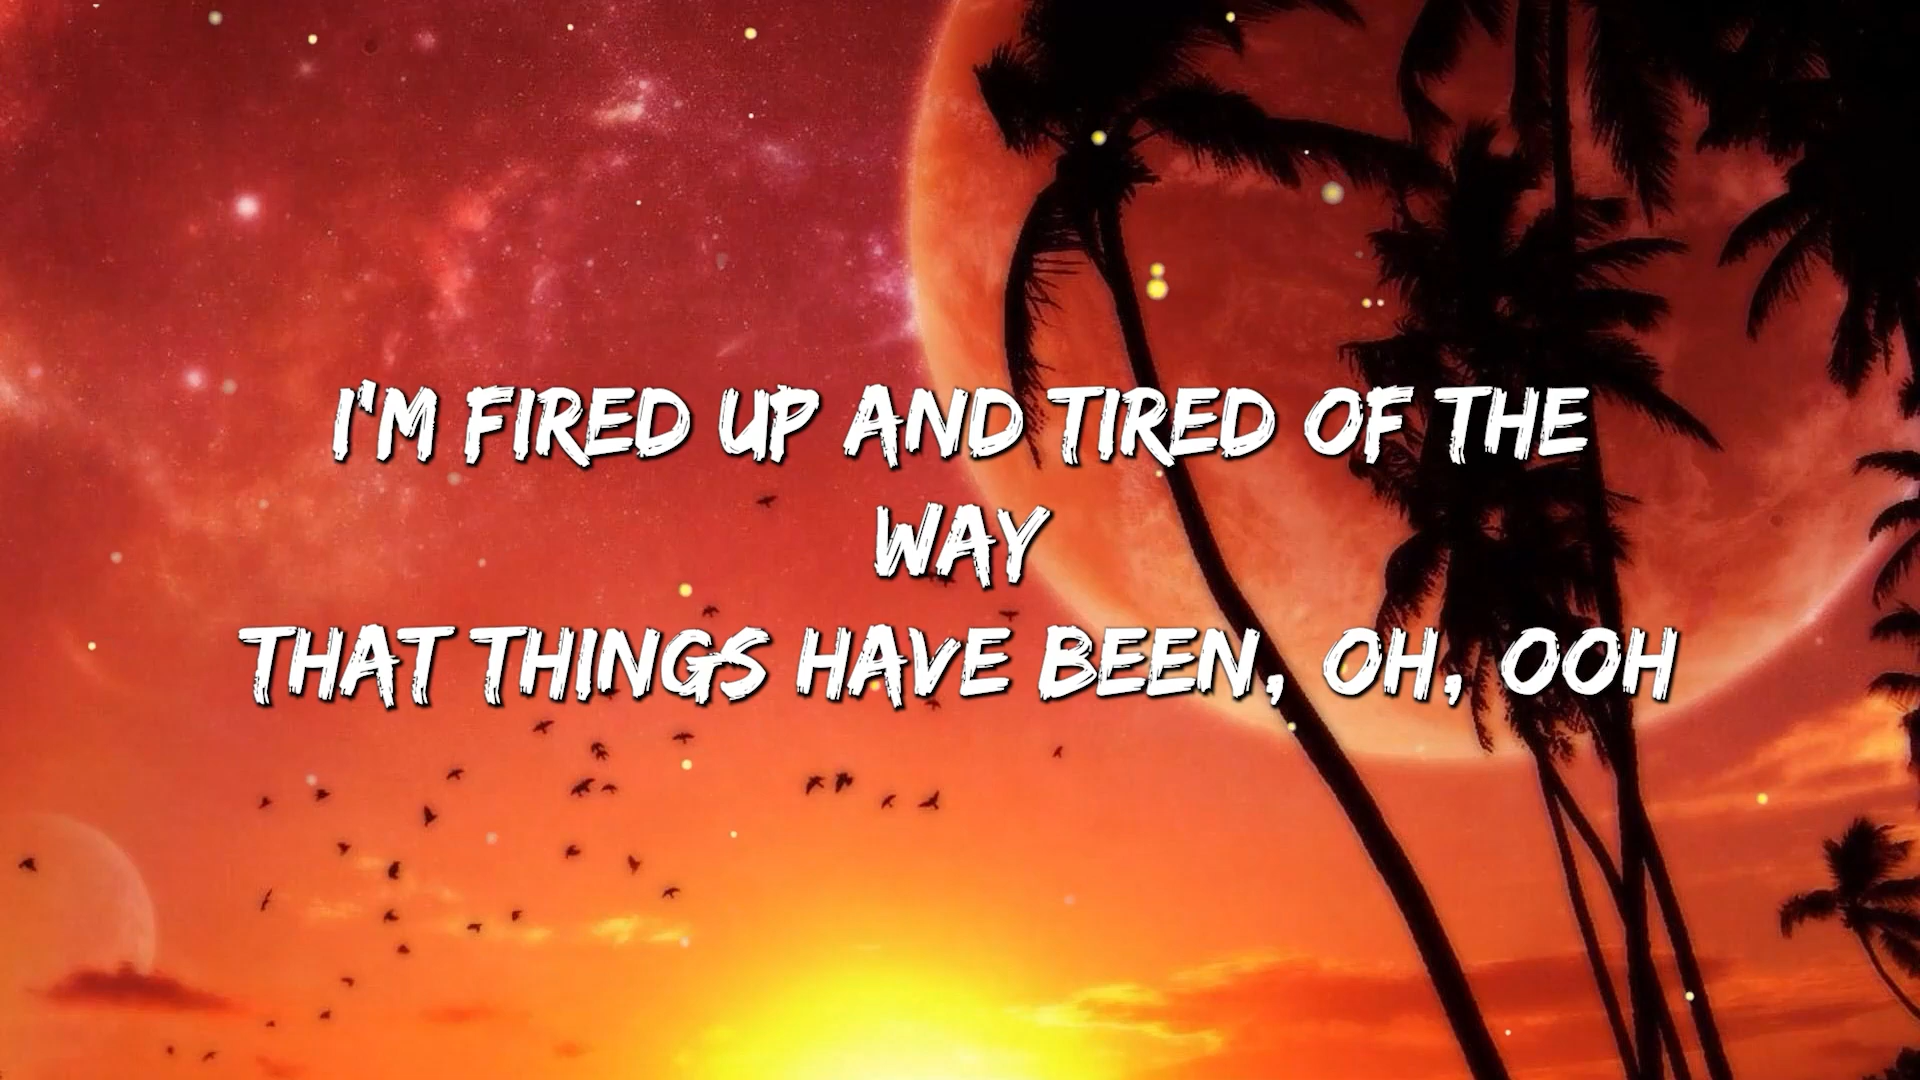 I'M FIRED UP AND TIRED OF THE
WAY
THAT THINGS HAVE BEEN, OH, OOH